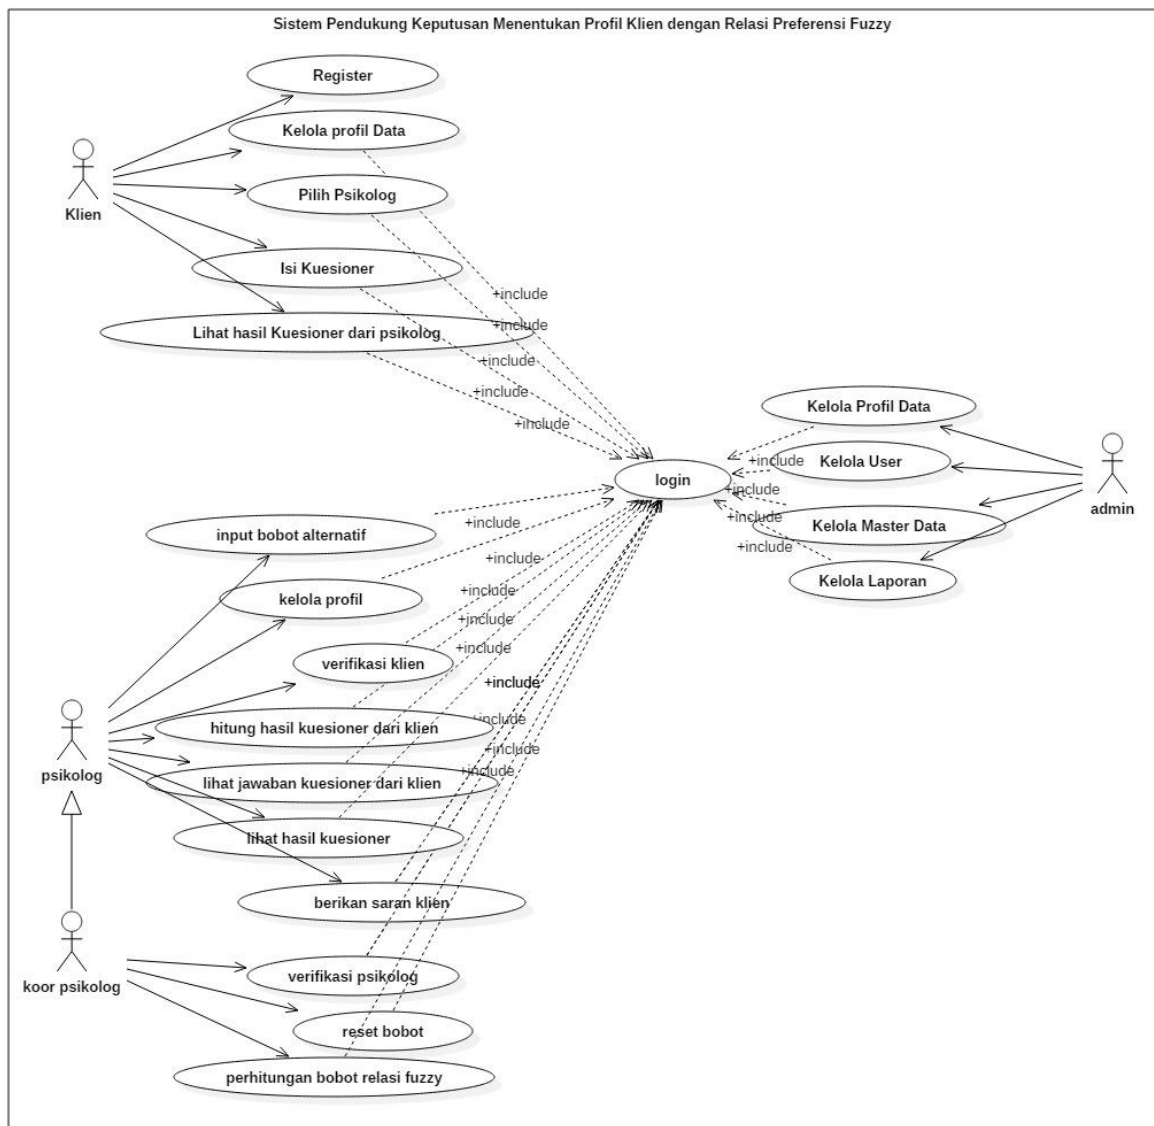 Sistem Pendukung Keputusan Menentukan Profil Klien dengan Relasi Preferensi Fuzzy
Register
Kelola profil Data
Klien
Pilih Psikolog
Isi Kuesioner
+include
Lihat hasil Kuesioner dari psikolog
+include
+include
+include
+include
Kelola Profil Data
Kelola User
+include
login
+include
admin
Kelola Master Data
+include
+include
Kelola Laporan
input bobot alternatif
+include
+include
kelola profil
+include
+include
verifikasi klien
+include
+include
hitung hasil kuesioner dari klien
+include
psikolog
+include
+include
lihat jawaban kuesioner dari klien
lihat hasil kuesioner
berikan saran klien
koor psikolog
verifikasi psikolog
reset bobot
perhitungan bobot relasi fuzzy